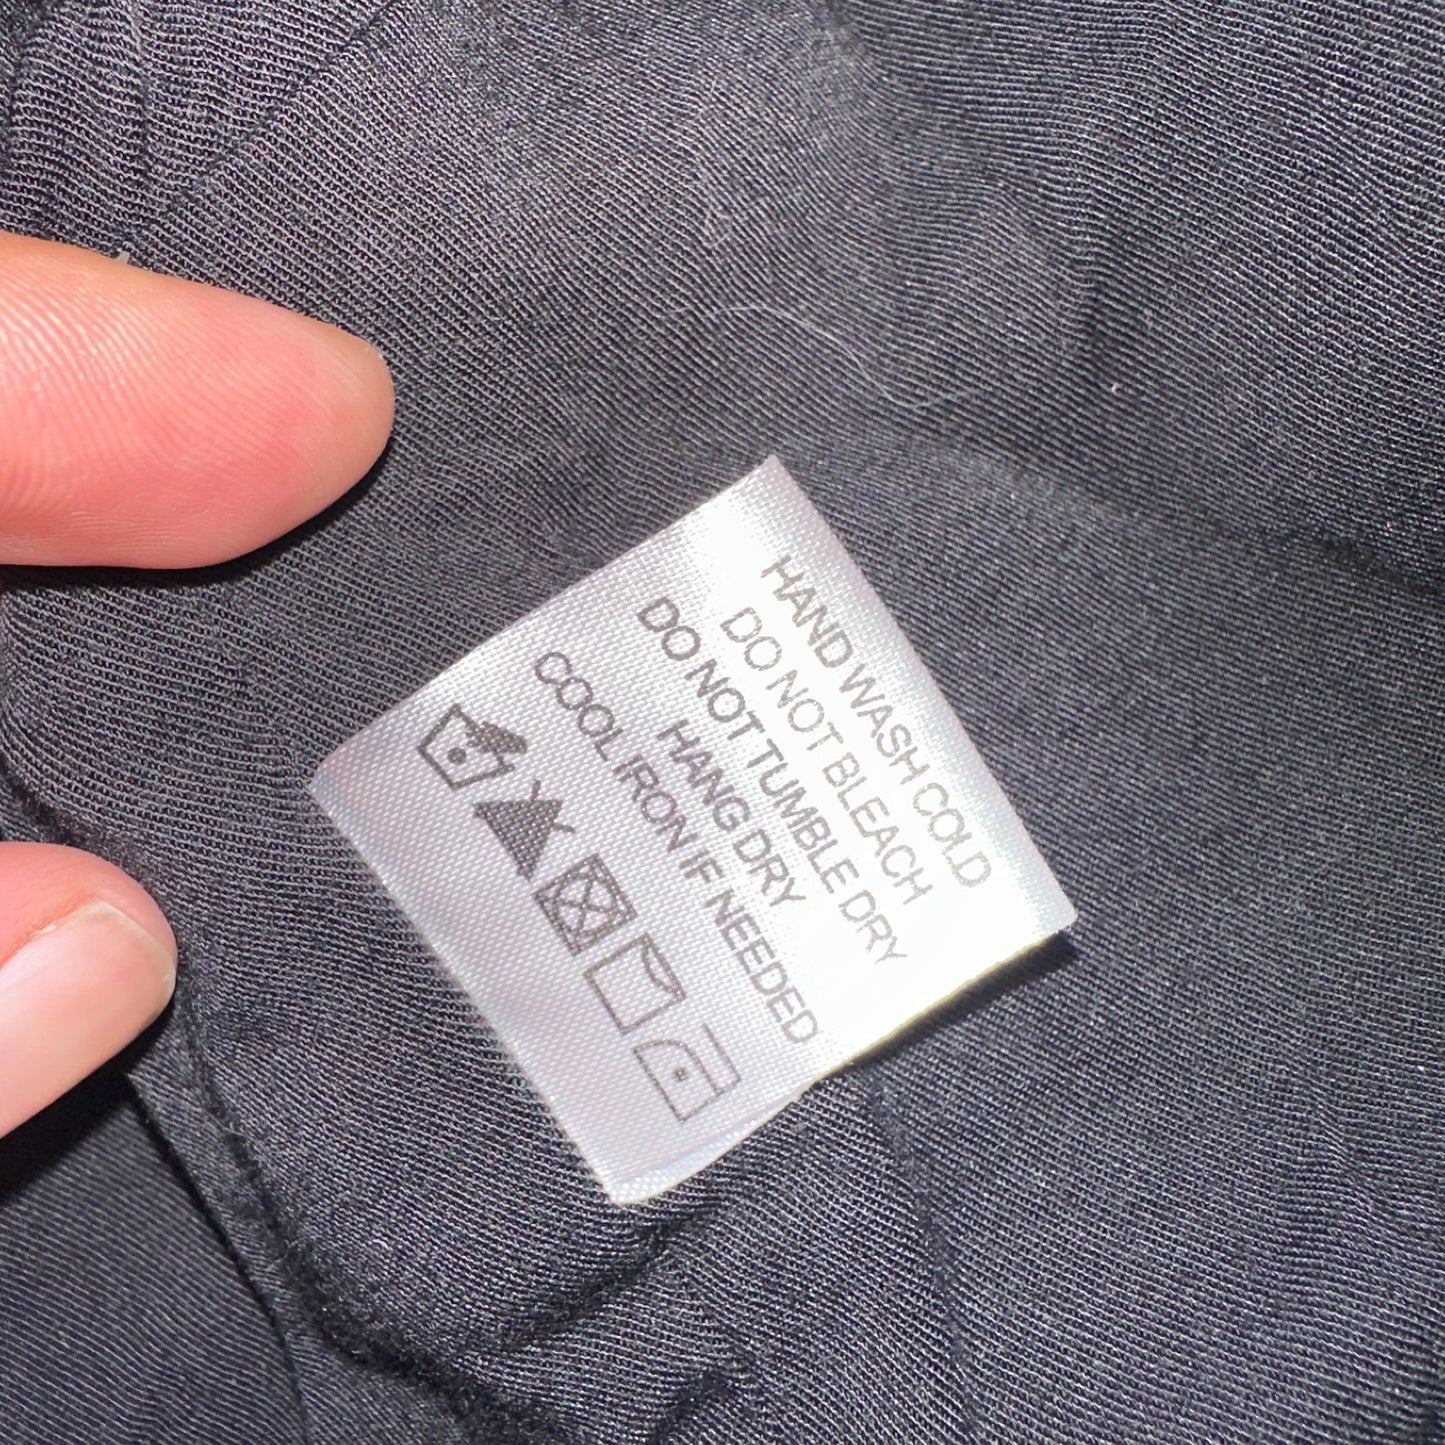 HAND WASH COLD
DO NOT BLEACH
DO NOT TUMBLE DRY
HANG DRY
COOL IRON IF NEEDED